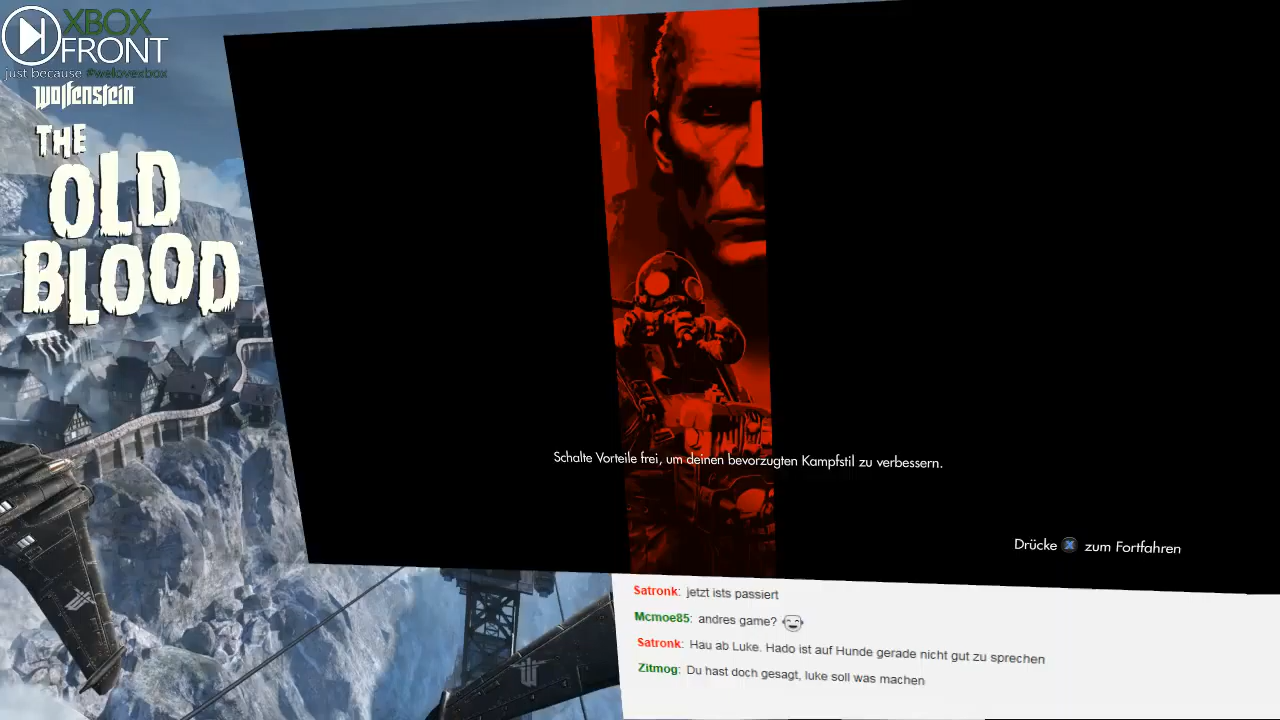 XBOX
FRONT
just because #welovexbox
Wolfenstein
THE
OLD
BLOOD™
Schalte Vorteile frei, um deinen bevorzugten Kampfstil zu verbessern.
Drücke X zum Fortfahren
Satronk: jetzt ists passiert
Mcmoe85: andres game?
Satronk: Hau ab Luke. Hado ist auf Hunde gerade nicht gut zu sprechen
Zitmog: Du hast doch gesagt, luke soll was machen